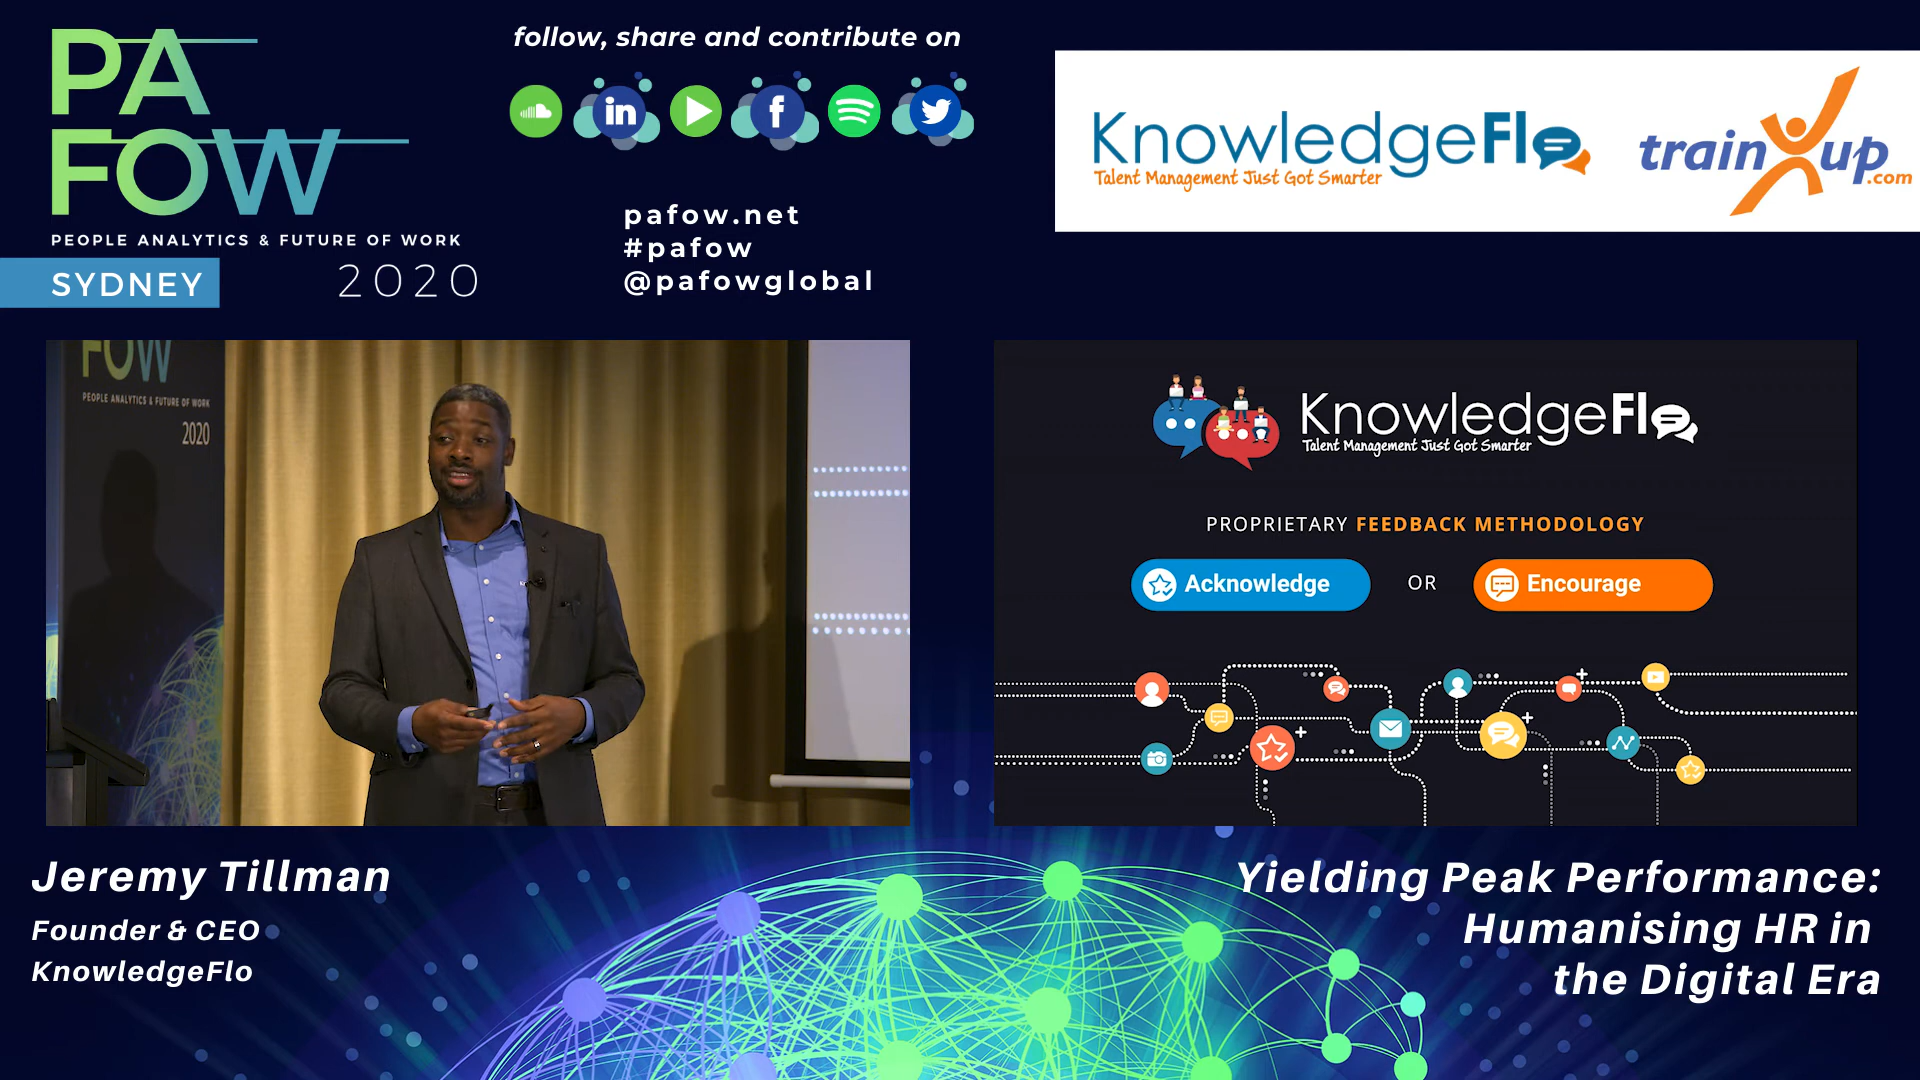 PA
FOW
PEOPLE ANALYTICS & FUTURE OF WORK
SYDNEY 2020
follow, share and contribute on
in
f
pafow.net
#pafow
@pafowglobal
KnowledgeFlo
Talent Management Just Got Smarter
trainXup
.com
FOW
PEOPLE ANALYTICS & FUTURE OF WORK
2020
KnowledgeFlo
Talent Management Just Got Smarter
PROPRIETARY FEEDBACK METHODOLOGY
Acknowledge OR Encourage
Jeremy Tillman
Founder & CEO
KnowledgeFlo
Yielding Peak Performance:
Humanising HR in
the Digital Era